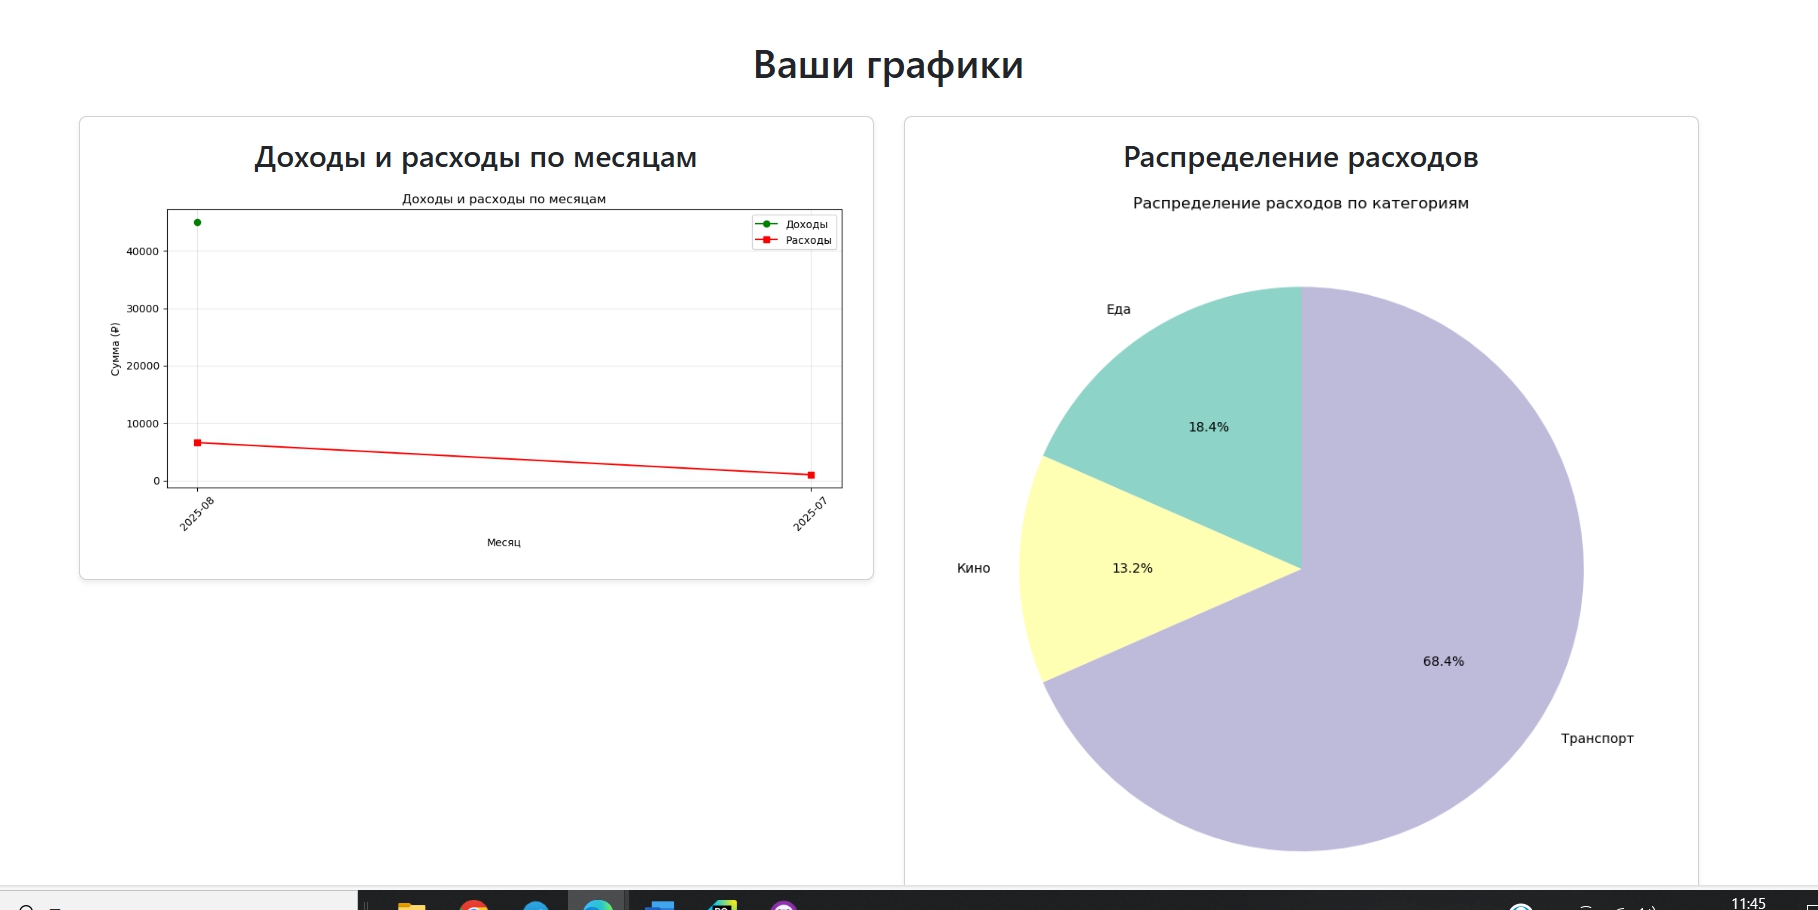 Ваши графики
Доходы и расходы по месяцам
Доходы и расходы по месяцам
Доходы
Расходы
40000
30000
20000
10000
0
Сумма (₽)
2025-08
2025-07
Месяц
Распределение расходов
Распределение расходов по категориям
Еда
18.4%
Кино
13.2%
68.4%
Транспорт
11:45